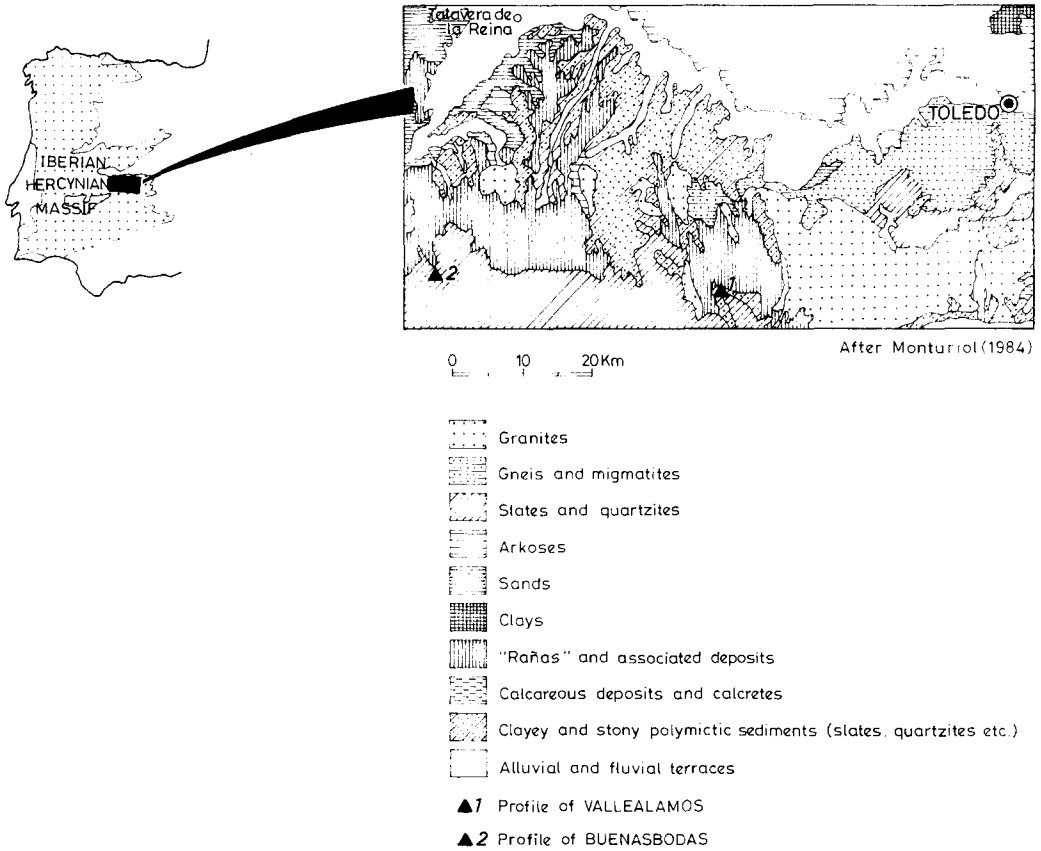 IBERIAN
HERCYNIAN
MASSIF
Talavera de
la Reina
TOLEDO
2
1
After Monturiol (1984)
0 10 20 Km
Granites
Gneis and migmatites
Slates and quartzites
Arkoses
Sands
Clays
"Rañas" and associated deposits
Calcareous deposits and calcretes
Clayey and stony polymictic sediments (slates, quartzites etc.)
Alluvial and fluvial terraces
1 Profile of VALLEALAMOS
2 Profile of BUENASBODAS